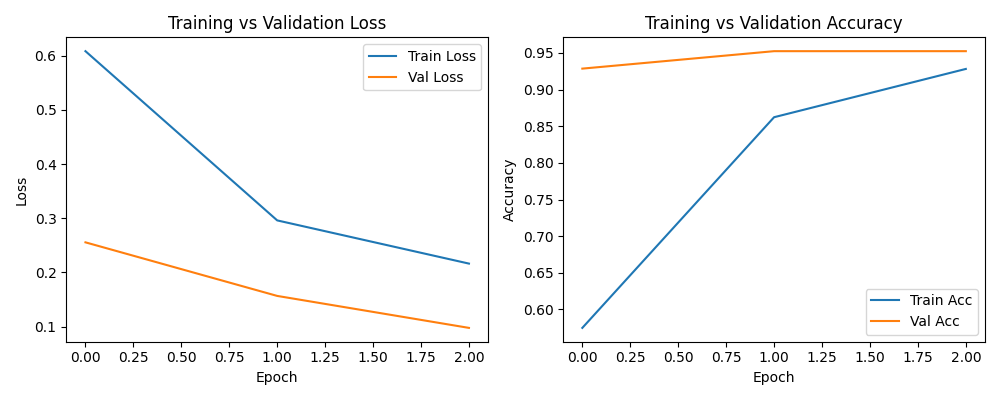 Training vs Validation Loss
Train Loss
Val Loss
0.6
0.5
0.4
0.3
0.2
0.1
Loss
0.00 0.25 0.50 0.75 1.00 1.25 1.50 1.75 2.00
Epoch
Training vs Validation Accuracy
0.95
0.90
0.85
0.80
0.75
0.70
0.65
0.60
Accuracy
Train Acc
Val Acc
0.00 0.25 0.50 0.75 1.00 1.25 1.50 1.75 2.00
Epoch